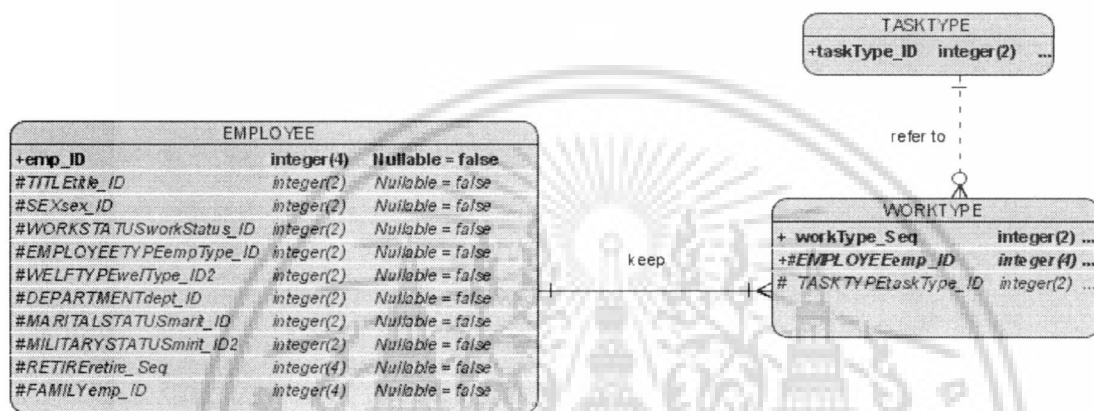 TASKTYPE
+taskType_ID integer(2) ...
refer to
EMPLOYEE
+emp_ID integer(4) Nullable = false
#TITLEtitle_ID integer(2) Nullable = false
#SEXsex_ID integer(2) Nullable = false
#WORKSTATUSworkStatus_ID integer(2) Nullable = false
#EMPLOYEETYPEempType_ID integer(2) Nullable = false
#WELFTYPEwelType_ID2 integer(2) Nullable = false
#DEPARTMENTdept_ID integer(2) Nullable = false
#MARITALSTATUSmarit_ID integer(2) Nullable = false
#MILITARYSTATUSmint_ID2 integer(2) Nullable = false
#RETIREretire_Seq integer(4) Nullable = false
#FAMILYemp_ID integer(4) Nullable = false
keep
WORKTYPE
+ workType_Seq integer(2) ...
+#EMPLOYEEemp_ID integer(4) ...
# TASKTYPEtaskType_ID integer(2) ...